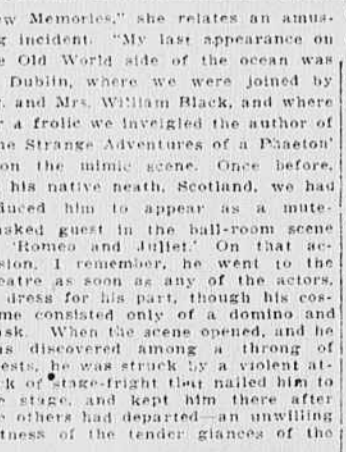 w Memories," she relates an amus-
g incident. "My last appearance on
e Old World side of the ocean was
Dublin, where we were joined by
. and Mrs. William Black, and where
r a frolic we inveigled the author of
he Strange Adventures of a Phaeton'
on the mimic scene. Once before,
his native neath, Scotland, we had
duced him to appear as a mute-
asked guest in the ball-room scene
'Romeo and Juliet.' On that ac-
sion, I remember, he went to the
eatre as soon as any of the actors,
dress for his part, though his cos-
me consisted only of a domino and
ask. When the scene opened, and he
as discovered among a throng of
ests, he was struck by a violent at-
ck of stage-fright that nailed him to
e stage, and kept him there after
e others had departed—an unwilling
tness of the tender glances of the